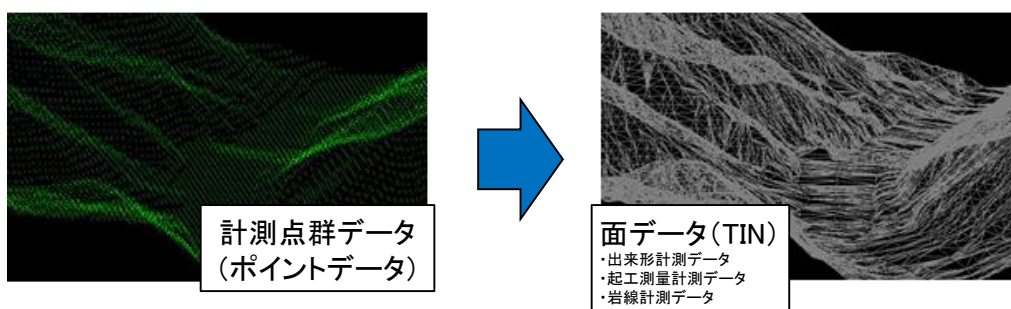 計測点群データ
（ポイントデータ）
面データ（TIN）
・出来形計測データ
・起工測量計測データ
・岩線計測データ